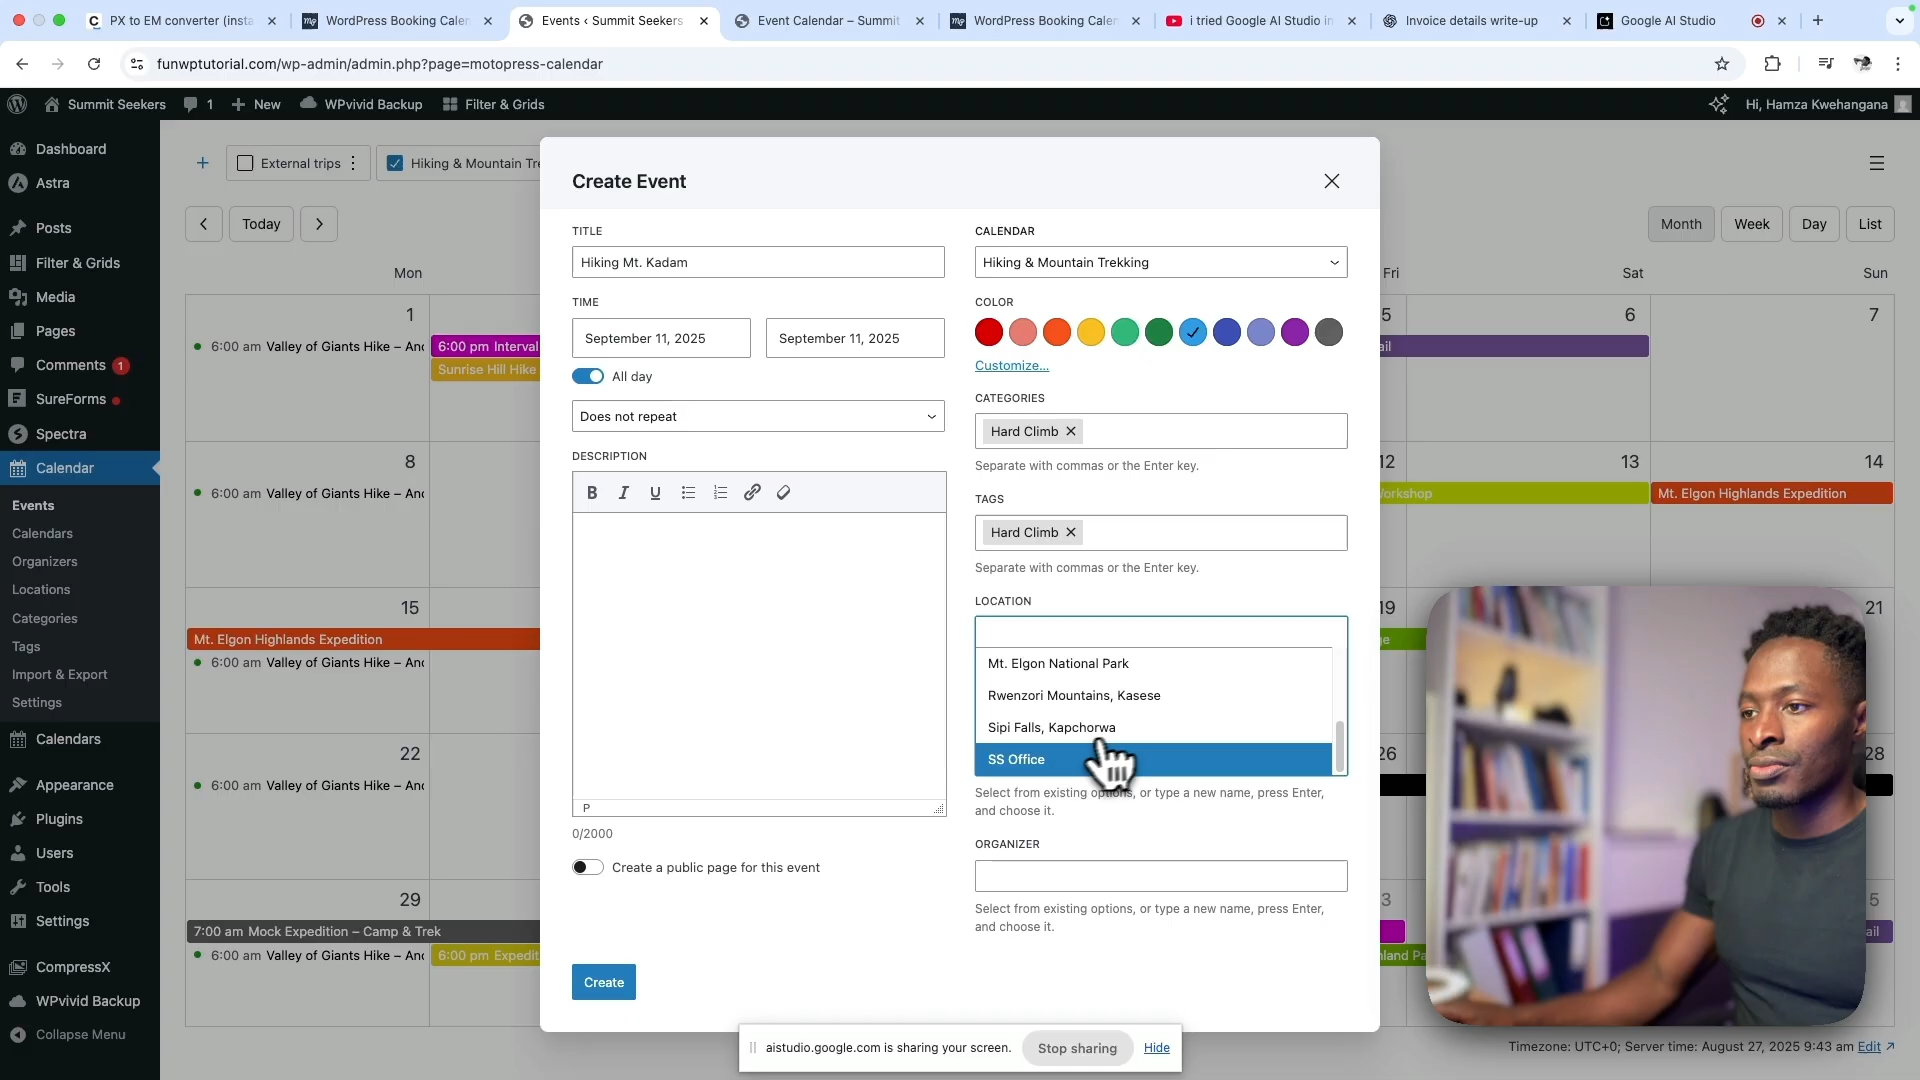 PX to EM converter (insta
WordPress Booking Calen
Events ‹ Summit Seekers
Event Calendar – Summit
WordPress Booking Calen
i tried Google AI Studio in
Invoice details write-up
Google AI Studio
funwptutorial.com/wp-admin/admin.php?page=motopress-calendar
Summit Seekers
1
New
WPvivid Backup
Filter & Grids
Hi, Hamza Kwehangana
Dashboard
Astra
Posts
Filter & Grids
Media
Pages
Comments 1
SureForms
Spectra
Calendar
Events
Calendars
Organizers
Locations
Categories
Tags
Import & Export
Settings
Calendars
Appearance
Plugins
Users
Tools
Settings
CompressX
WPvivid Backup
Collapse Menu
External trips
Hiking & Mountain Tre
Today
Month
Week
Day
List
Mon
Fri
Sat
Sun
1
6:00 am Valley of Giants Hike – And
6:00 pm Interval
Sunrise Hill Hike
5
6
7
ail
8
6:00 am Valley of Giants Hike – And
12
13
14
Workshop
Mt. Elgon Highlands Expedition
15
Mt. Elgon Highlands Expedition
6:00 am Valley of Giants Hike – And
19
21
ge
22
6:00 am Valley of Giants Hike – And
26
28
29
7:00 am Mock Expedition – Camp & Trek
6:00 am Valley of Giants Hike – And
6:00 pm Expedit
3
5
ail
hland Pa
Create Event
TITLE
Hiking Mt. Kadam
TIME
September 11, 2025
September 11, 2025
All day
Does not repeat
DESCRIPTION
B I U
P
0/2000
Create a public page for this event
Create
CALENDAR
Hiking & Mountain Trekking
COLOR
Customize...
CATEGORIES
Hard Climb
Separate with commas or the Enter key.
TAGS
Hard Climb
Separate with commas or the Enter key.
LOCATION
Mt. Elgon National Park
Rwenzori Mountains, Kasese
Sipi Falls, Kapchorwa
SS Office
Select from existing options, or type a new name, press Enter,
and choose it.
ORGANIZER
Select from existing options, or type a new name, press Enter,
and choose it.
aistudio.google.com is sharing your screen.
Stop sharing
Hide
Timezone: UTC+0; Server time: August 27, 2025 9:43 am Edit